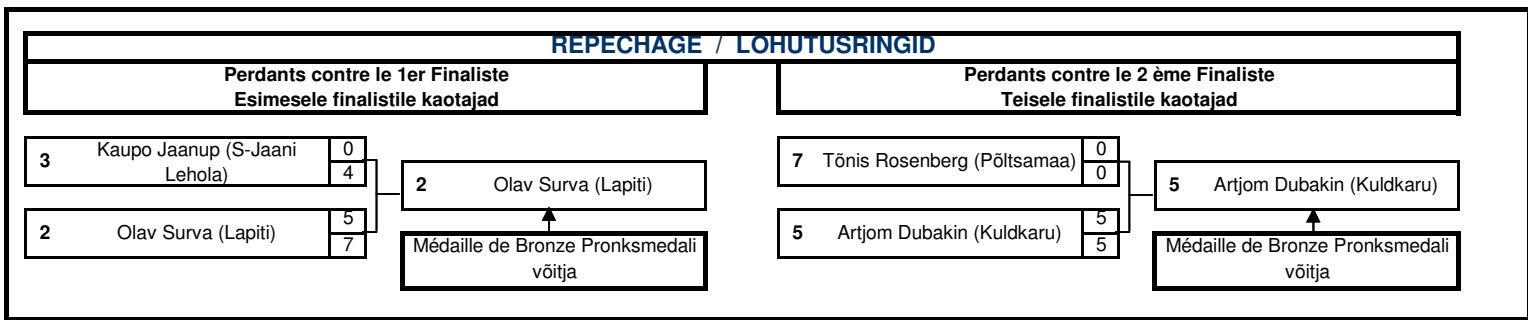 REPECHAGE / LOHUTUSRINGID
Perdants contre le 1er Finaliste
Esimesele finalistile kaotajad
Perdants contre le 2 ème Finaliste
Teisele finalistile kaotajad
3 Kaupo Jaanup (S-Jaani
Lehola)
0
4
2 Olav Surva (Lapiti)
2 Olav Surva (Lapiti)
5
7
Médaille de Bronze Pronksmedali
võitja
7 Tõnis Rosenberg (Põltsamaa)
0
0
5 Artjom Dubakin (Kuldkaru)
5 Artjom Dubakin (Kuldkaru)
5
5
Médaille de Bronze Pronksmedali
võitja